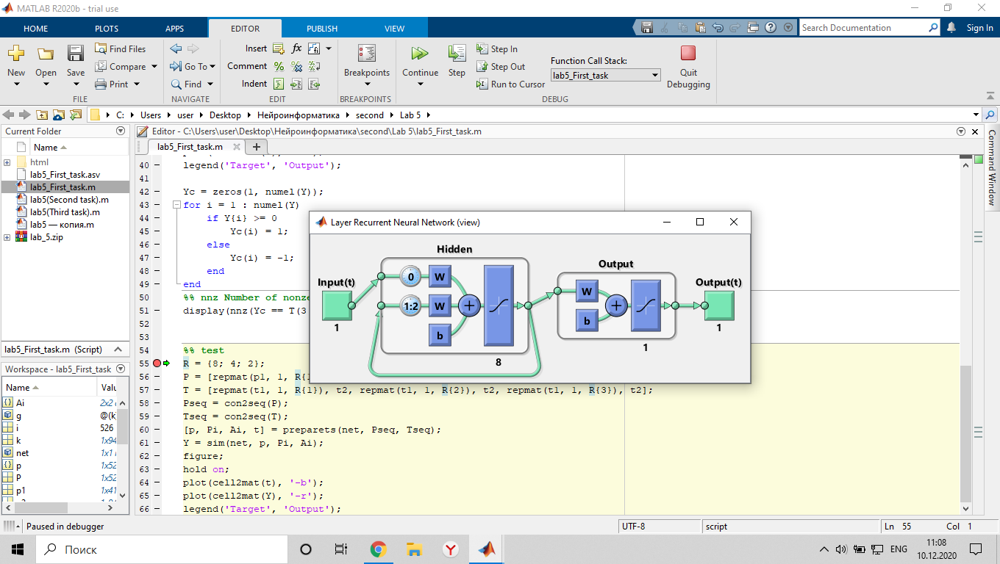 MATLAB R2020b - trial use
HOME PLOTS APPS EDITOR PUBLISH VIEW
Search Documentation
Sign In
New
Open
Save
Find Files
Compare
Print
FILE
Go To
Find
NAVIGATE
Insert
fx
Comment
Indent
EDIT
Breakpoints
BREAKPOINTS
Continue
Step
Step In
Step Out
Run to Cursor
Function Call Stack:
lab5_First_task
Quit
Debugging
DEBUG
C: Users user Desktop Нейроинформатика second Lab 5
Current Folder
Name
html
lab5_First_task.asv
lab5_First_task.m
lab5(Second task).m
lab5(Third task).m
lab5 — копия.m
lab_5.zip
lab5_First_task.m (Script)
Workspace - lab5_First_task
Name Valu
Ai 2x2
g @(k)
i 526
k 1x94
net 1x1
p 1x52
P 1x52
p1 1x41
Editor - C:\Users\user\Desktop\Нейроинформатика\second\Lab 5\lab5_First_task.m
lab5_First_task.m
40 legend('Target', 'Output');
41
42 Yc = zeros(1, numel(Y));
43 for i = 1 : numel(Y)
44 if Y{i} >= 0
45 Yc(i) = 1;
46 else
47 Yc(i) = -1;
48 end
49 end
50 %% nnz Number of nonze
51 display(nnz(Yc == T(3
52
53
54 %% test
55 R = {8; 4; 2};
56 P = [repmat(p1, 1, R{1
57 T = [repmat(t1, 1, R{1}), t2, repmat(t1, 1, R{2}), t2, repmat(t1, 1, R{3}), t2];
58 Pseq = con2seq(P);
59 Tseq = con2seq(T);
60 [p, Pi, Ai, t] = preparets(net, Pseq, Tseq);
61 Y = sim(net, p, Pi, Ai);
62 figure;
63 hold on;
64 plot(cell2mat(t), '-b');
65 plot(cell2mat(Y), '-r');
66 legend('Target', 'Output');
Layer Recurrent Neural Network (view)
Hidden
Output
Input(t)
Output(t)
0
W
1:2
W
b
W
b
1
8
1
1
Command Window
Paused in debugger
UTF-8
script
Ln 55 Col 1
Поиск
ENG
11:08
10.12.2020